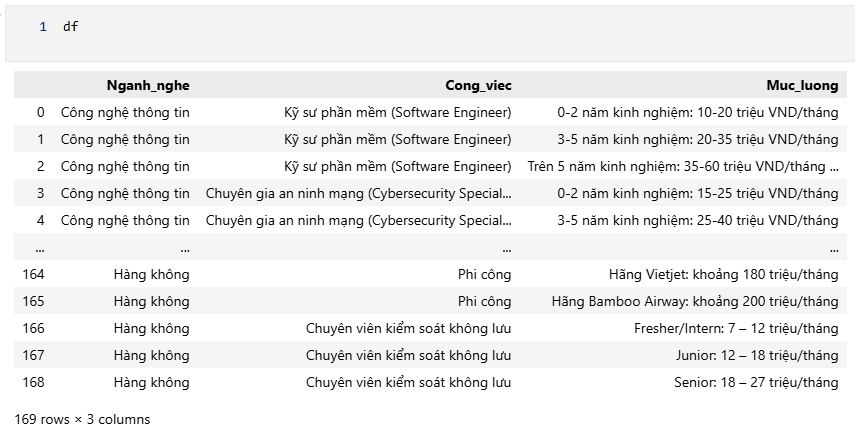 1 df
Nganh_nghe Cong_viec Muc_luong
0 Công nghệ thông tin Kỹ sư phần mềm (Software Engineer) 0-2 năm kinh nghiệm: 10-20 triệu VND/tháng
1 Công nghệ thông tin Kỹ sư phần mềm (Software Engineer) 3-5 năm kinh nghiệm: 20-35 triệu VND/tháng
2 Công nghệ thông tin Kỹ sư phần mềm (Software Engineer) Trên 5 năm kinh nghiệm: 35-60 triệu VND/tháng ...
3 Công nghệ thông tin Chuyên gia an ninh mạng (Cybersecurity Special... 0-2 năm kinh nghiệm: 15-25 triệu VND/tháng
4 Công nghệ thông tin Chuyên gia an ninh mạng (Cybersecurity Special... 3-5 năm kinh nghiệm: 25-40 triệu VND/tháng
... ... ... ...
164 Hàng không Phi công Hãng Vietjet: khoảng 180 triệu/tháng
165 Hàng không Phi công Hãng Bamboo Airway: khoảng 200 triệu/tháng
166 Hàng không Chuyên viên kiểm soát không lưu Fresher/Intern: 7 – 12 triệu/tháng
167 Hàng không Chuyên viên kiểm soát không lưu Junior: 12 – 18 triệu/tháng
168 Hàng không Chuyên viên kiểm soát không lưu Senior: 18 – 27 triệu/tháng
169 rows × 3 columns